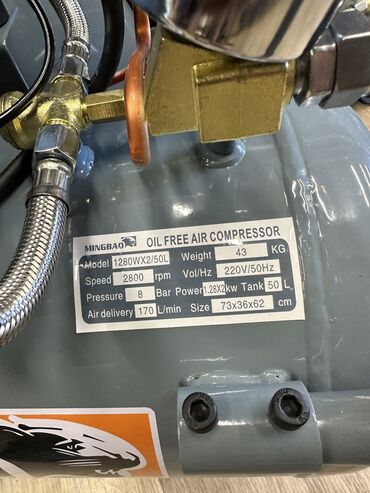 MINGBAO OIL FREE AIR COMPRESSOR
Model 1280WX2/50L Weight 43 KG
Speed 2800 rpm Vol/Hz 220V/50Hz
Pressure 8 Bar Power 1.28X2 kw Tank 50 L
Air delivery 170 L/min Size 73x36x62 cm